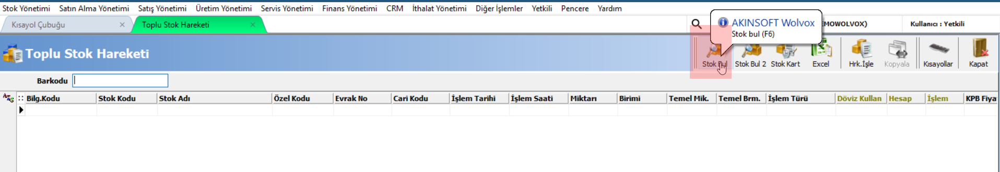 Stok Yönetimi Satın Alma Yönetimi Satış Yönetimi Üretim Yönetimi Servis Yönetimi Finans Yönetimi CRM İthalat Yönetimi Diğer İşlemler Yetkili Pencere Yardım
Kısayol Çubuğu × Toplu Stok Hareketi ×
AKINSOFT Wolvox
Stok bul (F6)
EMOWOLVOX) Kullanıcı : Yetkili
Toplu Stok Hareketi
Stok Bul Stok Bul 2 Stok Kart Excel Hrk.İşle Kopyala Kısayollar Kapat
Barkodu
Bilg.Kodu Stok Kodu Stok Adı Özel Kodu Evrak No Cari Kodu İşlem Tarihi İşlem Saati Miktarı Birimi Temel Mik. Temel Brm. İşlem Türü Döviz Kullan Hesap İşlem KPB Fiya